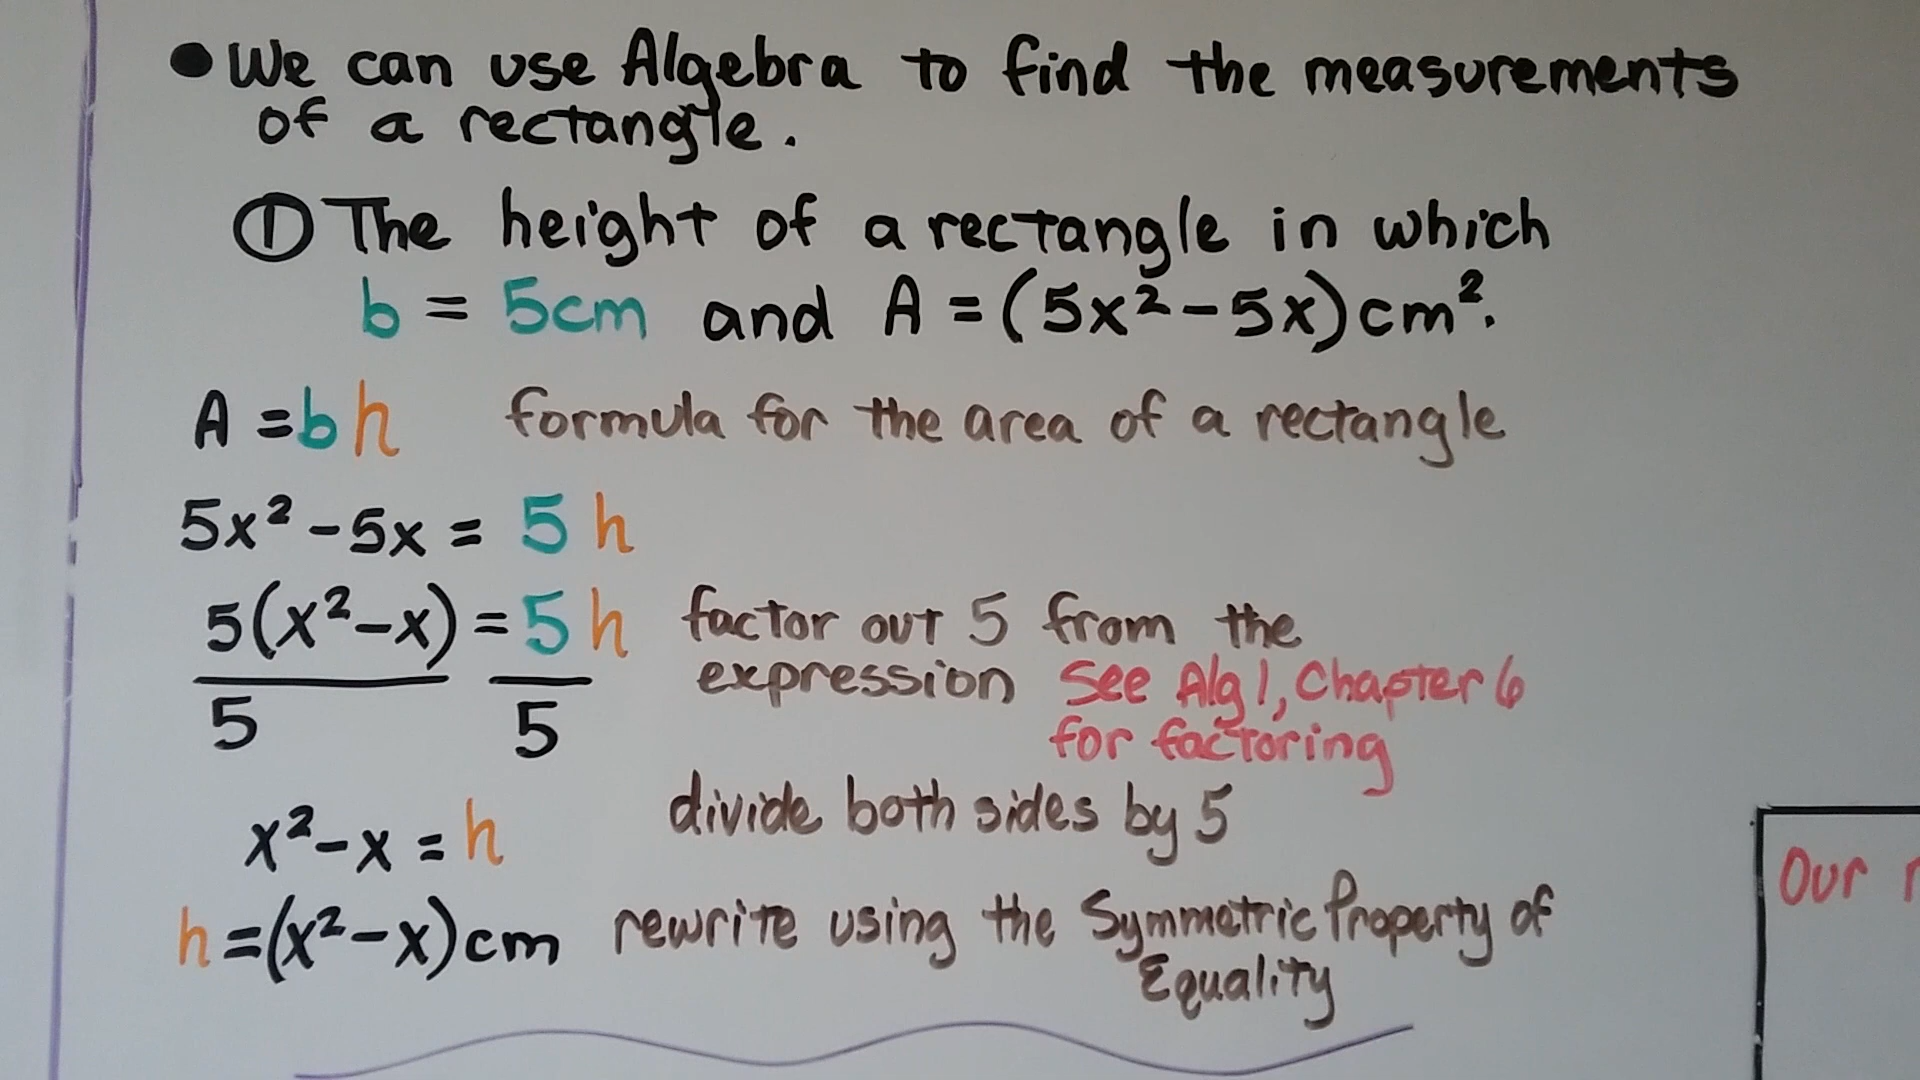 • We can use Algebra to find the measurements
of a rectangle.
① The height of a rectangle in which
b = 5cm and A = (5x²-5x)cm².
A = bh formula for the area of a rectangle
5x² - 5x = 5h
5(x²-x) = 5h factor out 5 from the
expression See Alg 1, Chapter 6
5 5
for factoring
divide both sides by 5
x²-x = h
h = (x²-x)cm rewrite using the Symmetric Property of
Equality
Our